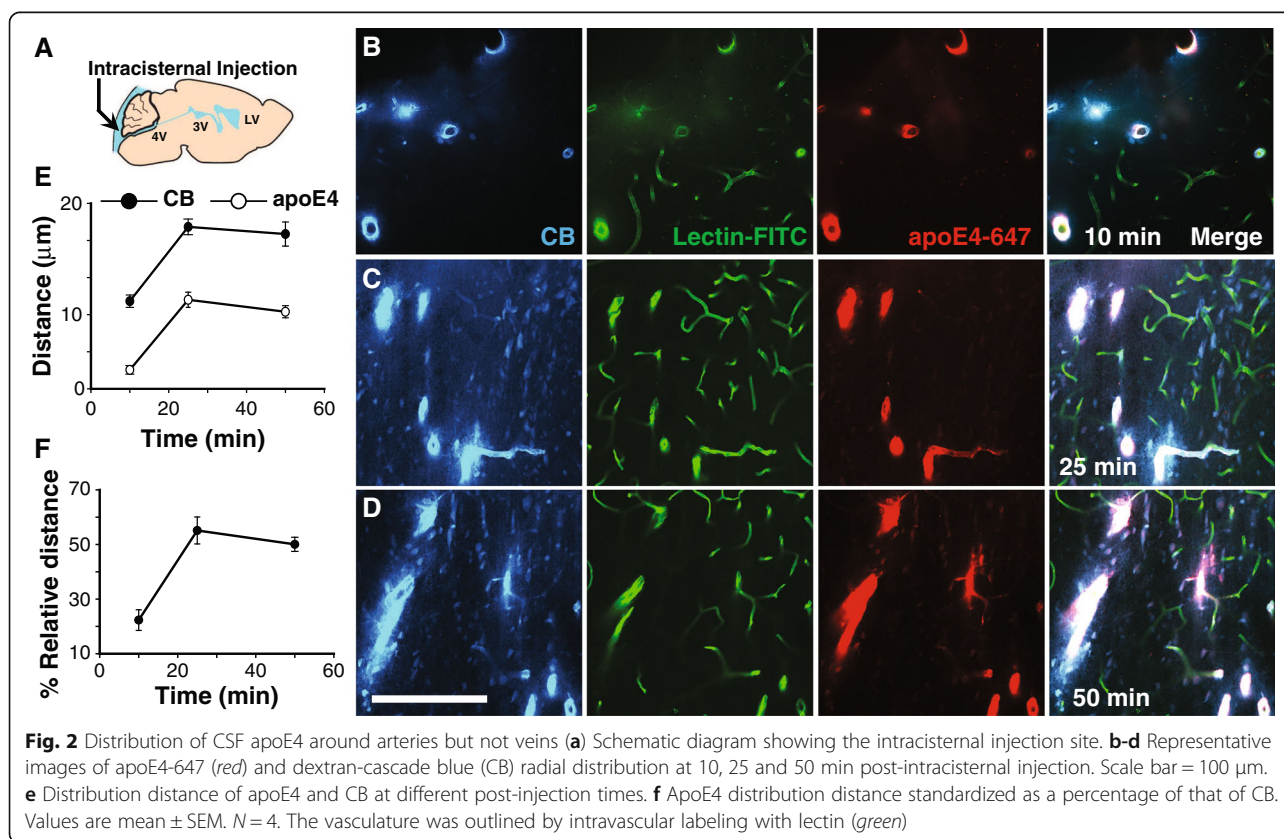 A
Intracisternal Injection
4V
3V
LV
B
CB
Lectin-FITC
apoE4-647
10 min Merge
E
CB apoE4
Distance (μm)
20
10
0
0 20 40 60
Time (min)
C
25 min
F
% Relative distance
70
50
30
10
0 20 40 60
Time (min)
D
50 min
Fig. 2 Distribution of CSF apoE4 around arteries but not veins (a) Schematic diagram showing the intracisternal injection site. b-d Representative
images of apoE4-647 (red) and dextran-cascade blue (CB) radial distribution at 10, 25 and 50 min post-intracisternal injection. Scale bar = 100 μm.
e Distribution distance of apoE4 and CB at different post-injection times. f ApoE4 distribution distance standardized as a percentage of that of CB.
Values are mean ± SEM. N = 4. The vasculature was outlined by intravascular labeling with lectin (green)